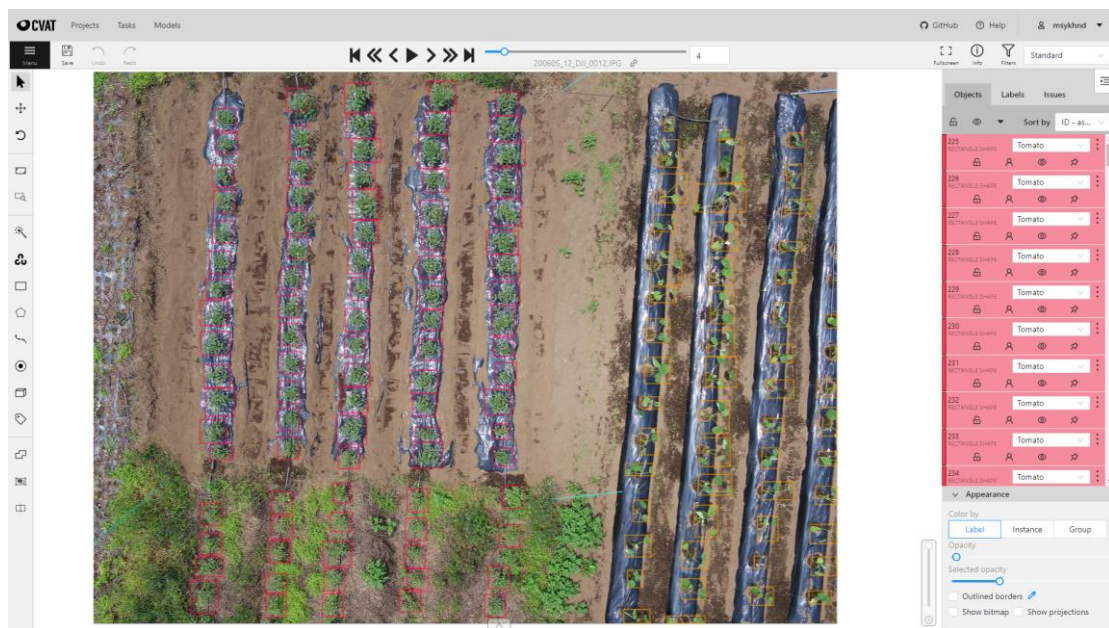 CVAT Projects Tasks Models GitHub Help msykhnd
Menu Save Undo Redo 200605_12_DJI_0012.JPG 4 Fullscreen Info Filters Standard
Objects Labels Issues
Sort by ID - as...
225 Tomato
RECTANGLE SHAPE
226 Tomato
RECTANGLE SHAPE
227 Tomato
RECTANGLE SHAPE
228 Tomato
RECTANGLE SHAPE
229 Tomato
RECTANGLE SHAPE
230 Tomato
RECTANGLE SHAPE
231 Tomato
RECTANGLE SHAPE
232 Tomato
RECTANGLE SHAPE
233 Tomato
RECTANGLE SHAPE
234 Tomato
RECTANGLE SHAPE
Appearance
Color by
Label Instance Group
Opacity
Selected opacity
Outlined borders
Show bitmap Show projections